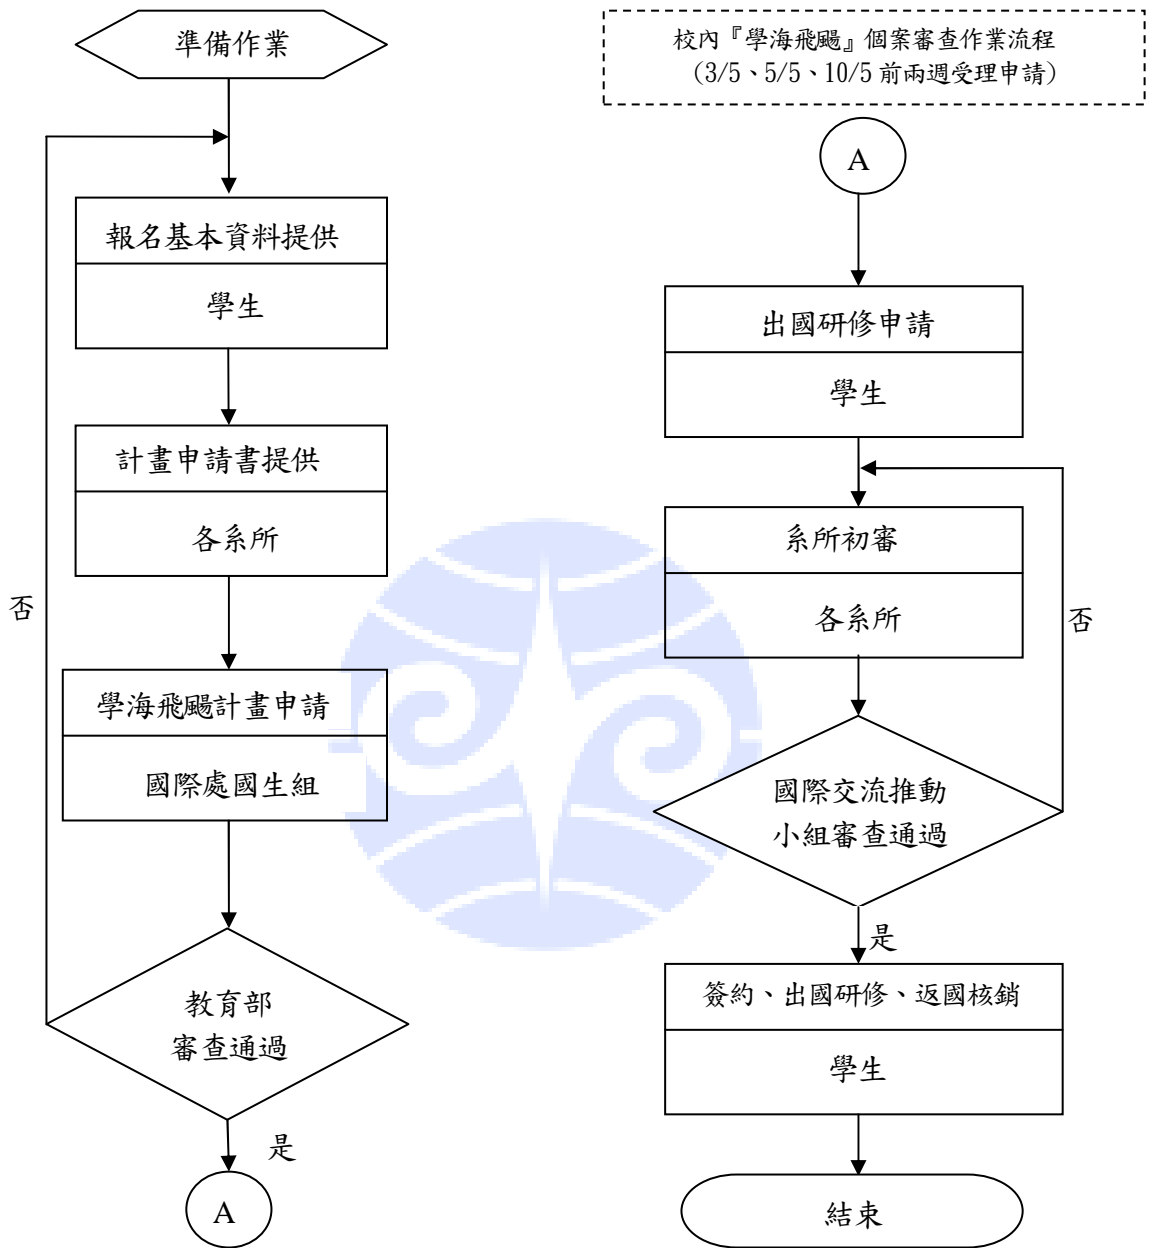 準備作業
報名基本資料提供
學生
計畫申請書提供
各系所
學海飛颺計畫申請
國際處國生組
教育部
審查通過
否
是
A
校內『學海飛颺』個案審查作業流程
（3/5、5/5、10/5 前兩週受理申請）
A
出國研修申請
學生
系所初審
各系所
國際交流推動
小組審查通過
否
是
簽約、出國研修、返國核銷
學生
結束